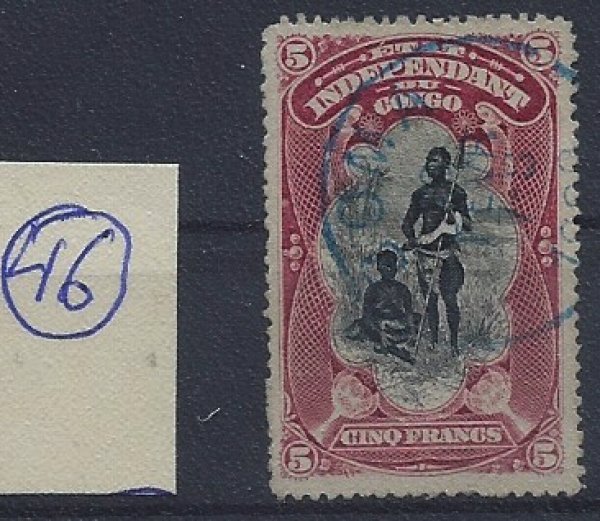 46
5 ETAT 5
INDEPENDANT
DU
CONGO
CINQ FRANCS
5 5